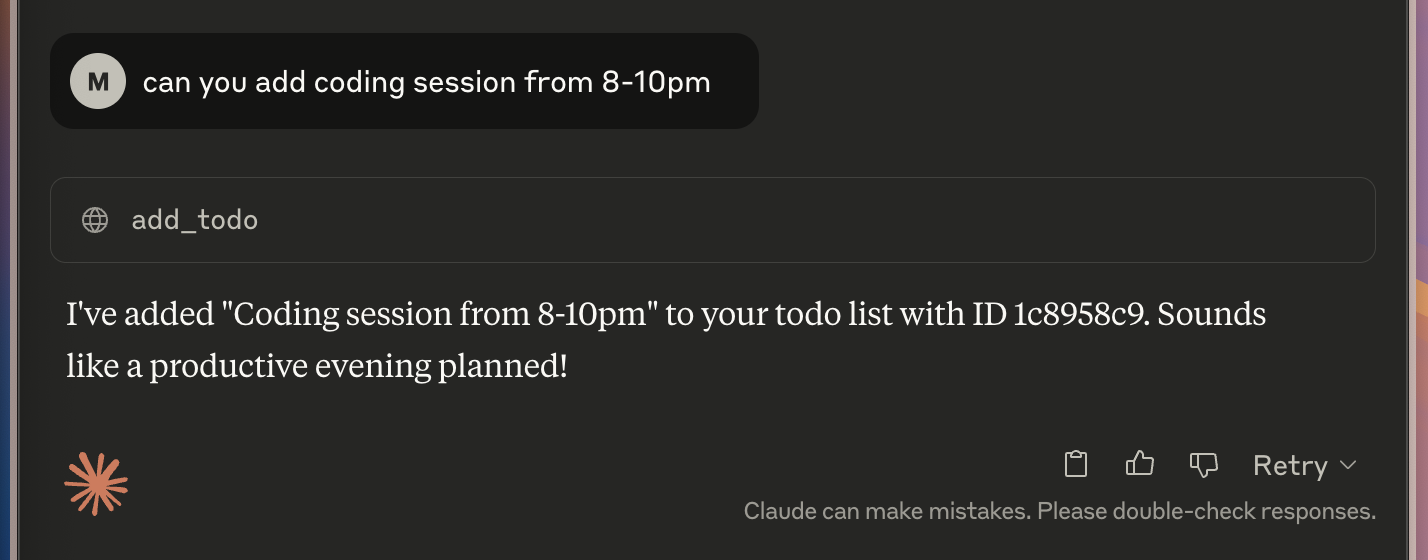 M
can you add coding session from 8-10pm
add_todo
I've added "Coding session from 8-10pm" to your todo list with ID 1c8958c9. Sounds
like a productive evening planned!
Retry
Claude can make mistakes. Please double-check responses.